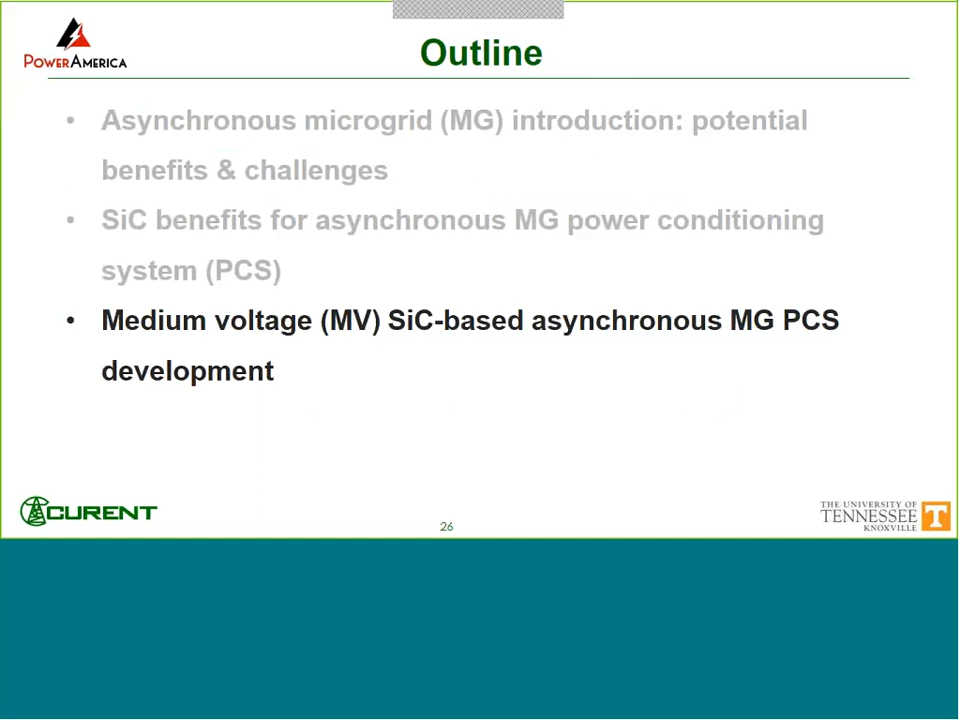 POWERAMERICA
Outline
• Asynchronous microgrid (MG) introduction: potential
benefits & challenges
• SiC benefits for asynchronous MG power conditioning
system (PCS)
• Medium voltage (MV) SiC-based asynchronous MG PCS
development
CURENT
26
THE UNIVERSITY OF
TENNESSEE
KNOXVILLE
T